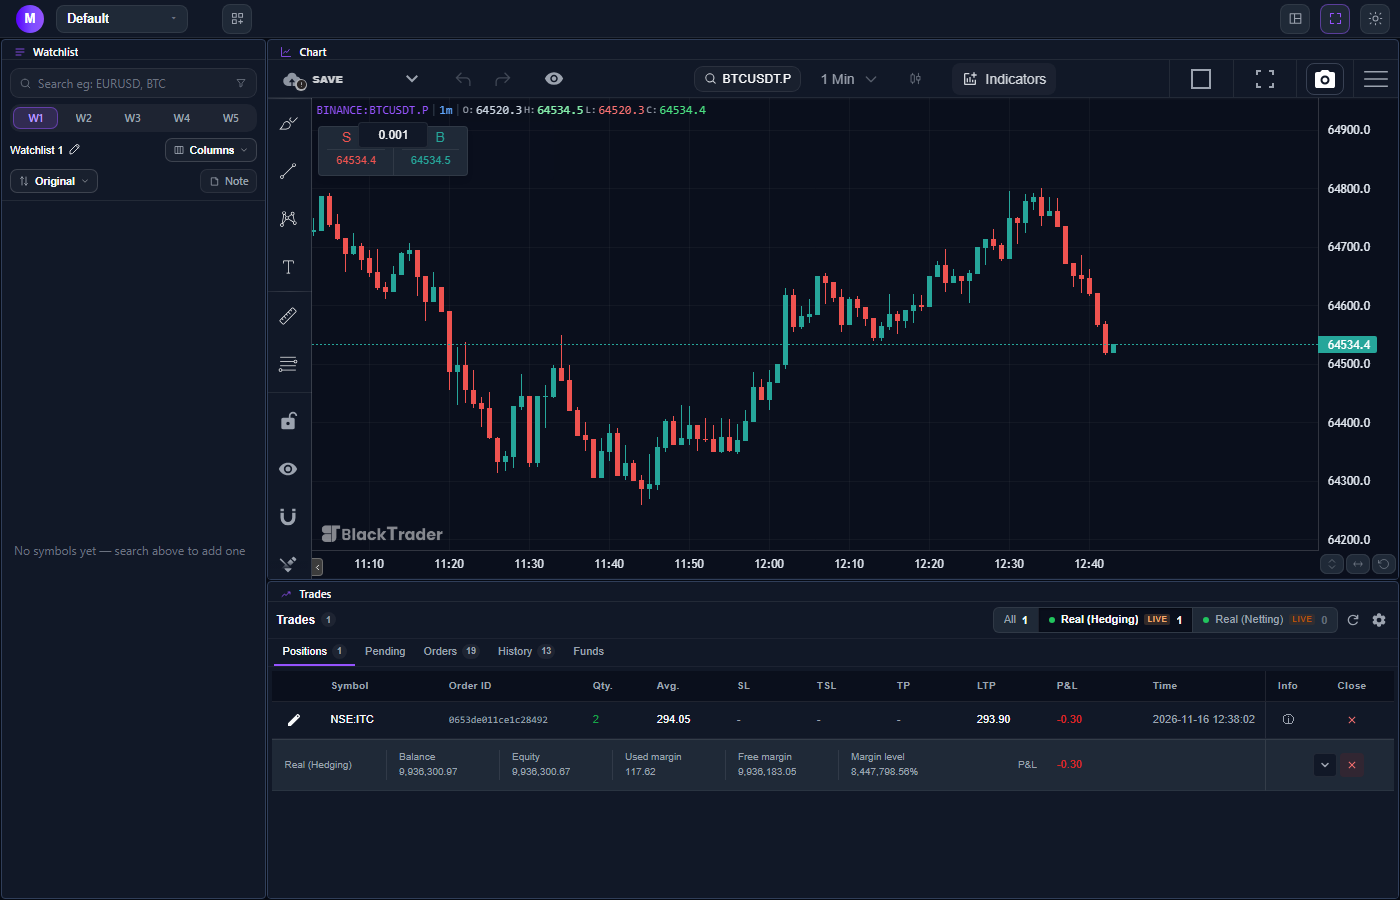 M
Default
Watchlist
Search eg: EURUSD, BTC
W1 W2 W3 W4 W5
Watchlist 1
Columns
Original
Note
No symbols yet — search above to add one
Chart
SAVE
BTCUSDT.P
1 Min
Indicators
BINANCE:BTCUSDT.P 1m O: 64520.3 H: 64534.5 L: 64520.3 C: 64534.4
S 0.001 B
64534.4 64534.5
64900.0
64800.0
64700.0
64600.0
64534.4
64500.0
64400.0
64300.0
64200.0
BlackTrader
11:10 11:20 11:30 11:40 11:50 12:00 12:10 12:20 12:30 12:40
Trades
Trades 1
All 1
Real (Hedging) LIVE 1
Real (Netting) LIVE 0
Positions 1
Pending
Orders 19
History 13
Funds
Symbol Order ID Qty. Avg. SL TSL TP LTP P&L Time Info Close
NSE:ITC 0653de011ce1c28492 2 294.05 - - - 293.90 -0.30 2026-11-16 12:38:02
Real (Hedging)
Balance
9,936,300.97
Equity
9,936,300.67
Used margin
117.62
Free margin
9,936,183.05
Margin level
8,447,798.56%
P&L -0.30